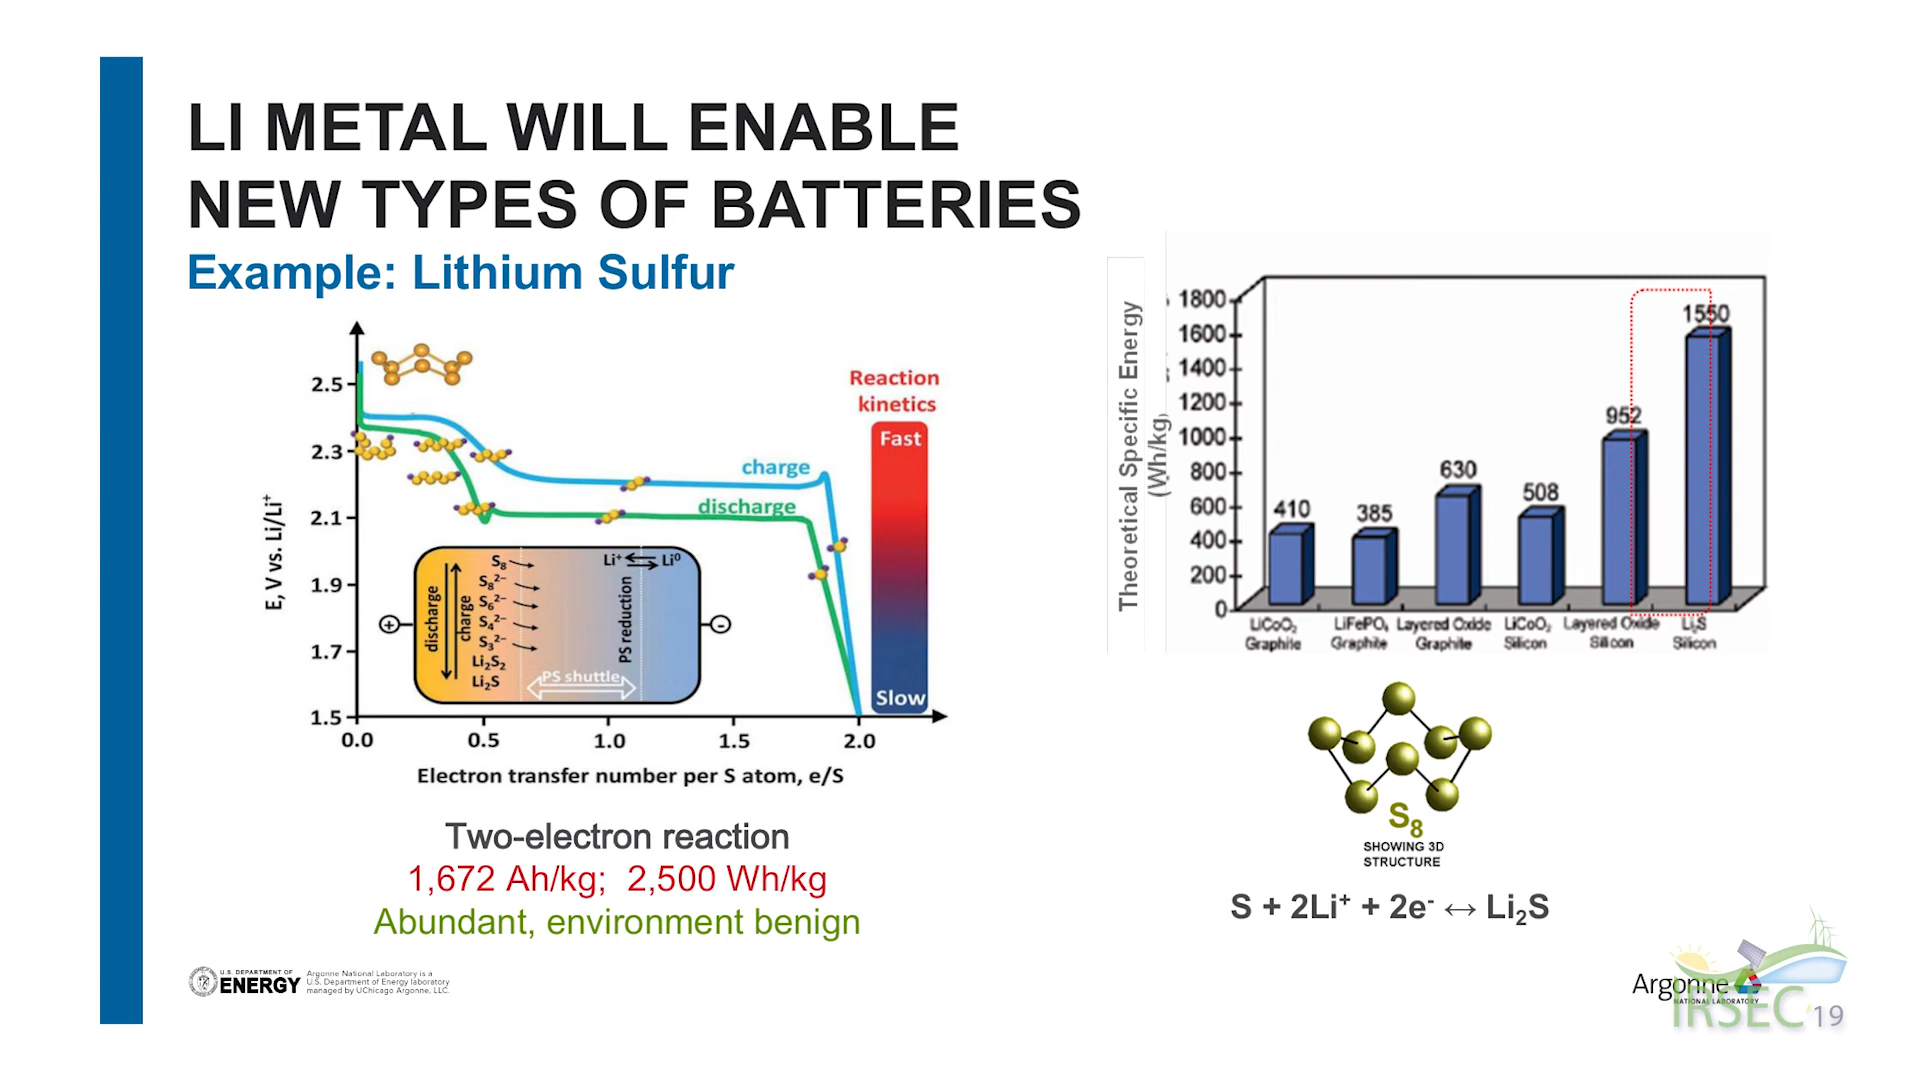 LI METAL WILL ENABLE
NEW TYPES OF BATTERIES
Example: Lithium Sulfur
E, V vs. Li/Li⁺
2.5
2.3
2.1
1.9
1.7
1.5
0.0 0.5 1.0 1.5 2.0
Electron transfer number per S atom, e/S
charge
discharge
Reaction
kinetics
Fast
Slow
discharge
charge
S₈
S₈²⁻
S₆²⁻
S₄²⁻
S₃²⁻
Li₂S₂
Li₂S
Li⁺ Li⁰
PS reduction
PS shuttle
+
-
Two-electron reaction
1,672 Ah/kg; 2,500 Wh/kg
Abundant, environment benign
Theoretical Specific Energy
(Wh/kg)
1800
1600
1400
1200
1000
800
600
400
200
0
410
385
630
508
952
1550
LiCoO₂
Graphite
LiFePO₄
Graphite
Layered Oxide
Graphite
LiCoO₂
Silicon
Layered Oxide
Silicon
Li₂S
Silicon
S₈
SHOWING 3D
STRUCTURE
S + 2Li⁺ + 2e⁻ ↔ Li₂S
U.S. DEPARTMENT OF
ENERGY
Argonne National Laboratory is a
U.S. Department of Energy laboratory
managed by UChicago Argonne, LLC.
Argonne
NATIONAL LABORATORY
IRSEC'19